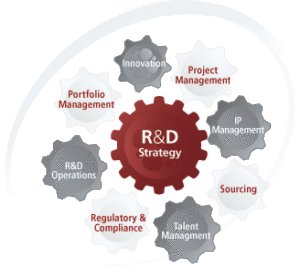 Innovation
Project
Management
Portfolio
Management
IP
Management
R&D
Strategy
R&D
Operations
Sourcing
Regulatory &
Compliance
Talent
Managment